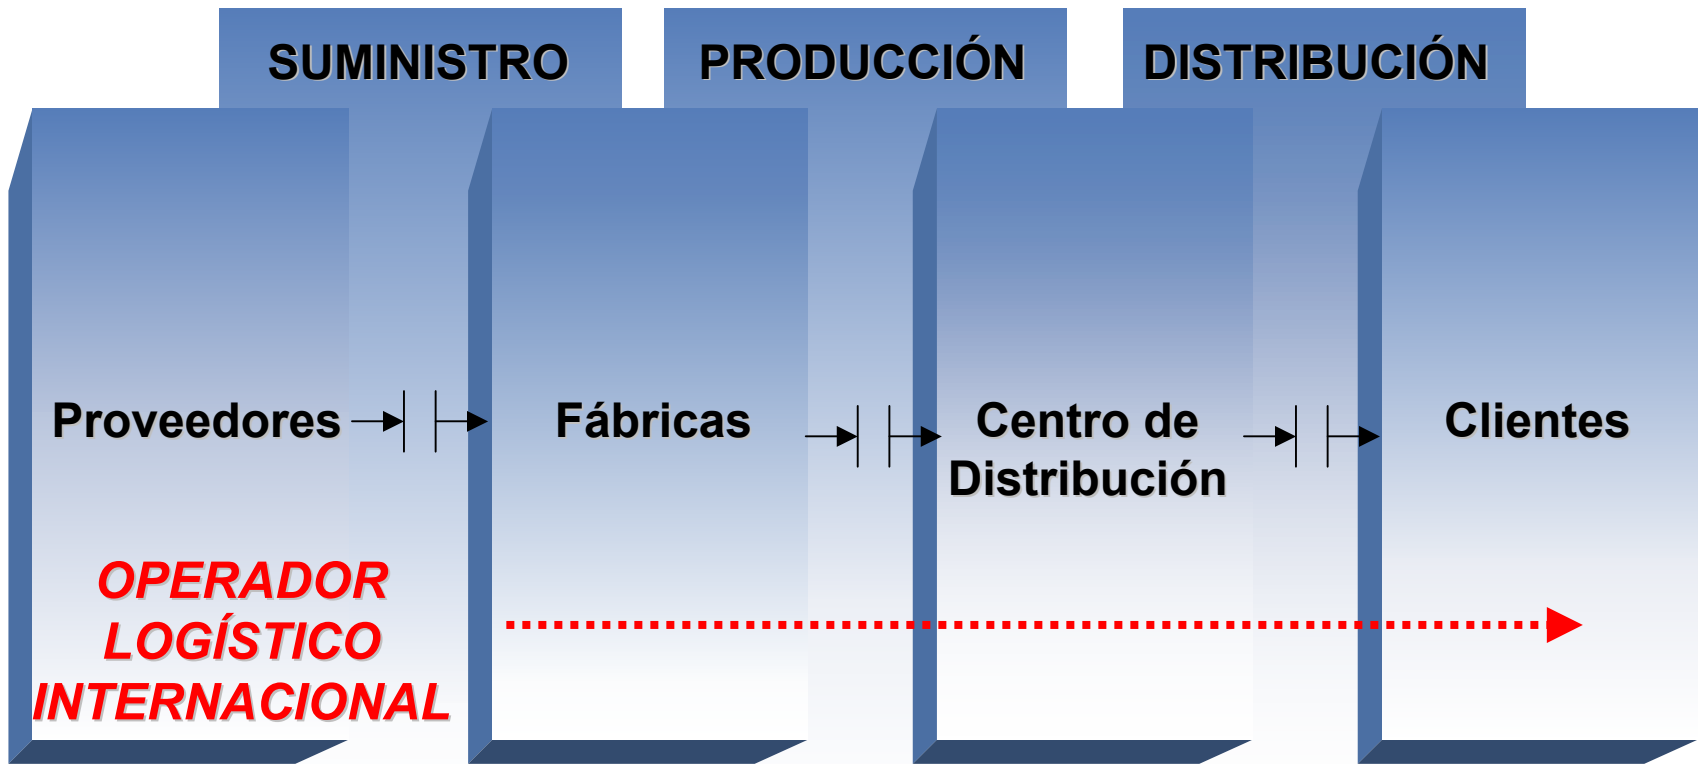 SUMINISTRO
PRODUCCIÓN
DISTRIBUCIÓN
Proveedores
Fábricas
Centro de
Distribución
Clientes
OPERADOR
LOGÍSTICO
INTERNACIONAL